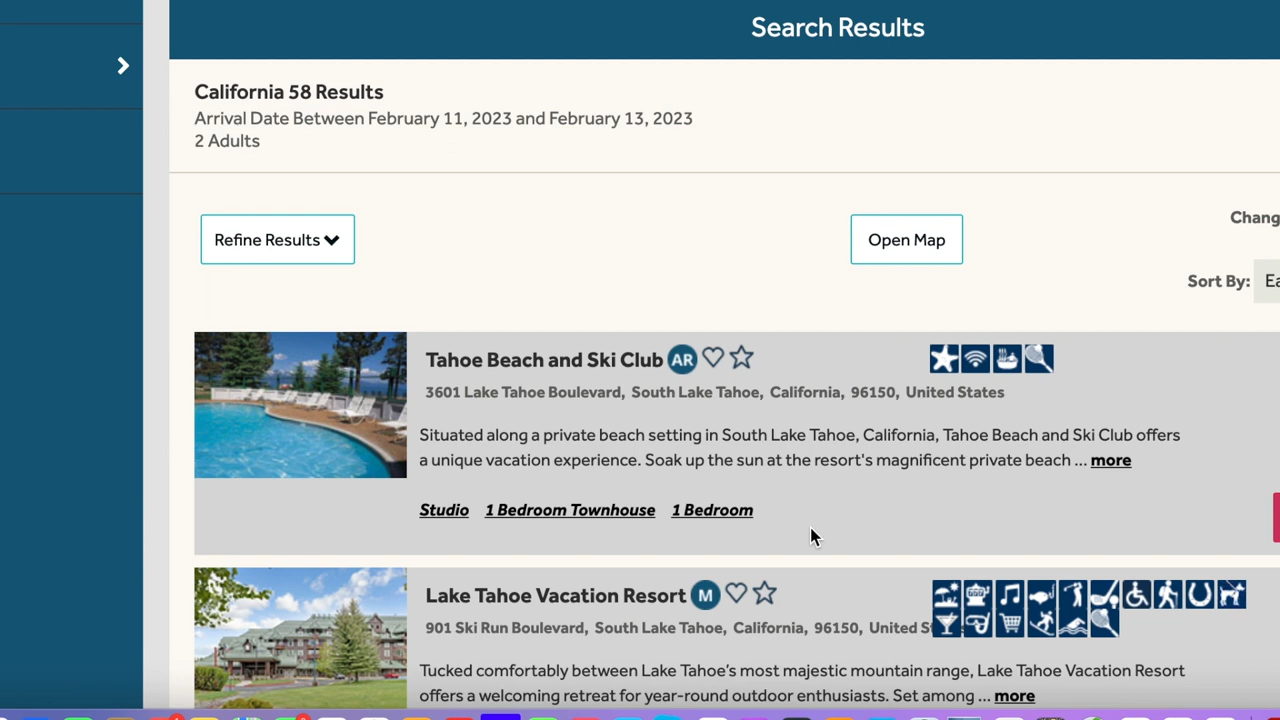 Search Results
California 58 Results
Arrival Date Between February 11, 2023 and February 13, 2023
2 Adults
Refine Results
Open Map
Sort By:
Tahoe Beach and Ski Club AR
3601 Lake Tahoe Boulevard, South Lake Tahoe, California, 96150, United States
Situated along a private beach setting in South Lake Tahoe, California, Tahoe Beach and Ski Club offers
a unique vacation experience. Soak up the sun at the resort's magnificent private beach ... more
Studio 1 Bedroom Townhouse 1 Bedroom
Lake Tahoe Vacation Resort M
901 Ski Run Boulevard, South Lake Tahoe, California, 96150, United
Tucked comfortably between Lake Tahoe's most majestic mountain range, Lake Tahoe Vacation Resort
offers a welcoming retreat for year-round outdoor enthusiasts. Set among ... more